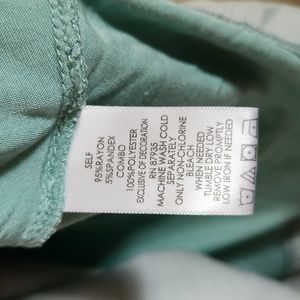 SELF
95%RAYON
5%SPANDEX
COMBO
100%POLYESTER
EXCLUSIVE OF DECORATION
RN 87935
MACHINE WASH COLD
SEPARATELY
ONLY NON-CHLORINE
BLEACH
WHEN NEEDED
TUMBLE DRY LOW
REMOVE PROMPTLY
LOW IRON IF NEEDED